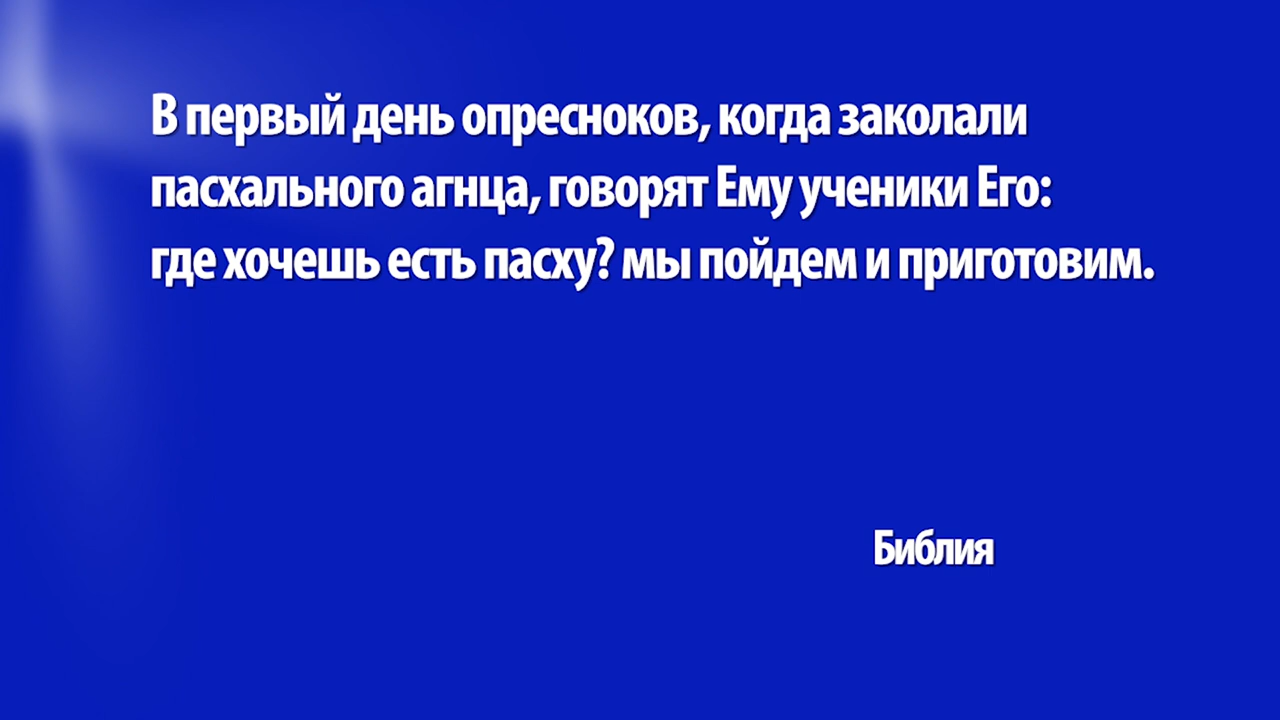 В первый день опресноков, когда заколали
пасхального агнца, говорят Ему ученики Его:
где хочешь есть пасху? мы пойдем и приготовим.
Библия